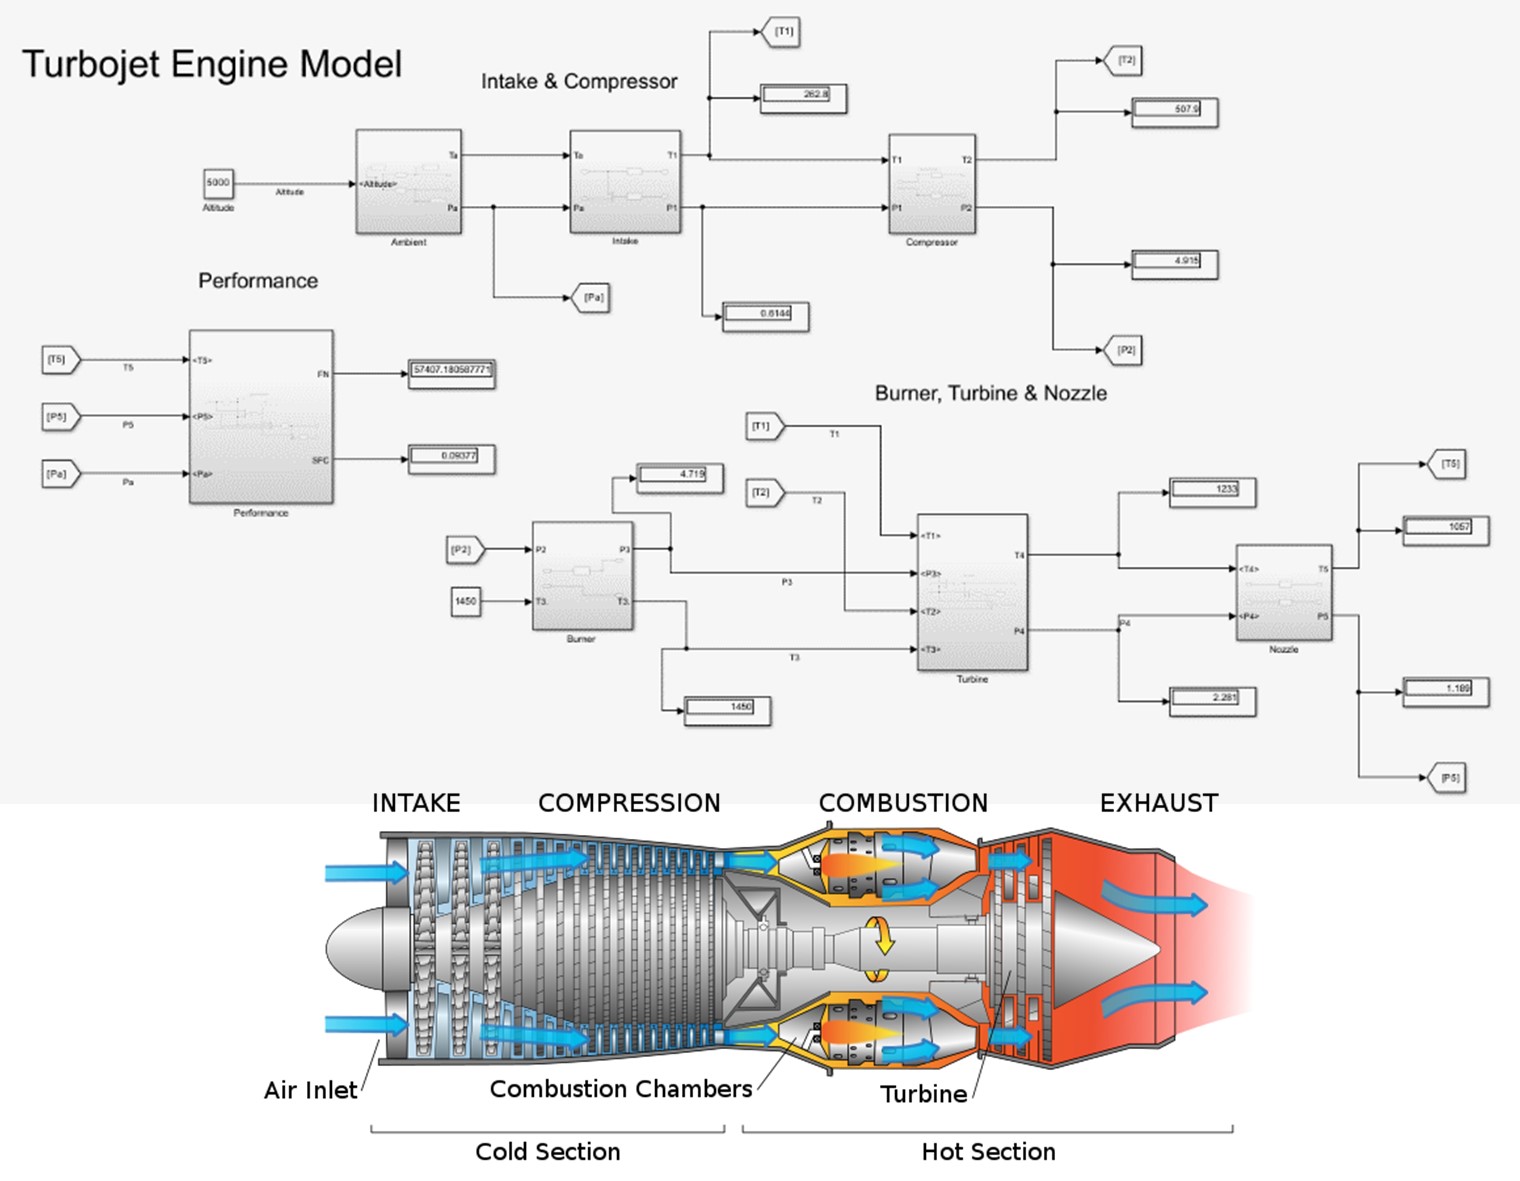 Turbojet Engine Model
Intake & Compressor
[T1]
262.8
[T2]
507.9
5000
Altitude
Altitude
<Altitude>
Ta
Pa
Ambient
Ta
Pa
T1
P1
Intake
T1
P1
T2
P2
Compressor
4.915
[Pa]
0.6144
[P2]
Performance
[T5]
T5
[P5]
P5
[Pa]
Pa
<T5>
<P5>
<Pa>
FN
SFC
Performance
57407.180587771
0.09377
Burner, Turbine & Nozzle
[T1]
T1
[T2]
T2
4.719
[P2]
1450
P2
T3.
P3
T3.
Burner
P3
T3
1450
<T1>
<P3>
<T2>
<T3>
T4
P4
Turbine
1233
P4
2.281
<T4>
<P4>
T5
P5
Nozzle
[T5]
1057
1.189
[P5]
INTAKE
COMPRESSION
COMBUSTION
EXHAUST
Air Inlet
Combustion Chambers
Turbine
Cold Section
Hot Section